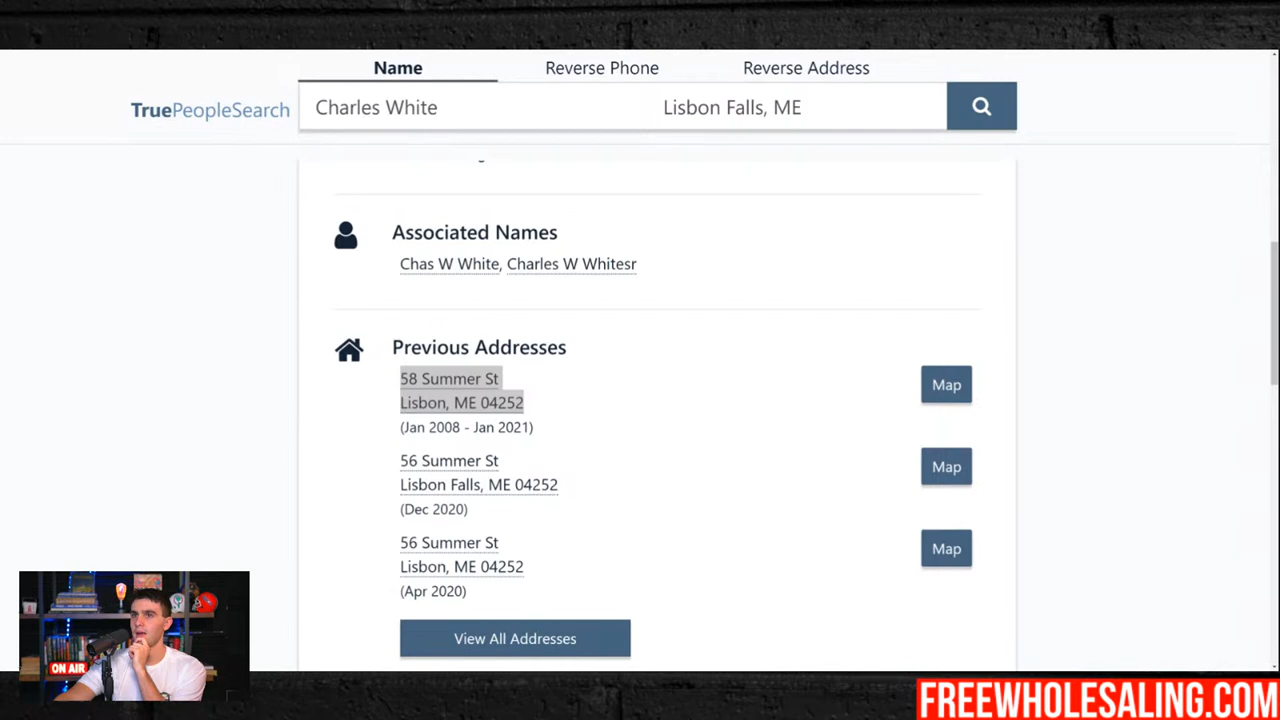 Name Reverse Phone Reverse Address
TruePeopleSearch Charles White Lisbon Falls, ME
Associated Names
Chas W White, Charles W Whitesr
Previous Addresses
58 Summer St
Lisbon, ME 04252
Map
(Jan 2008 - Jan 2021)
56 Summer St
Lisbon Falls, ME 04252
Map
(Dec 2020)
56 Summer St
Lisbon, ME 04252
Map
(Apr 2020)
View All Addresses
ON AIR
FREEWHOLESALING.COM